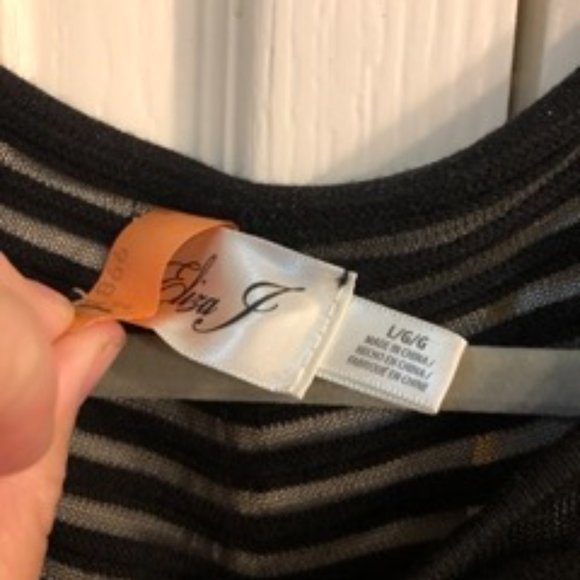 Eliza J
L/G/G
MADE IN CHINA/
HECHO EN CHINA/
FABRIQUÉ EN CHINE